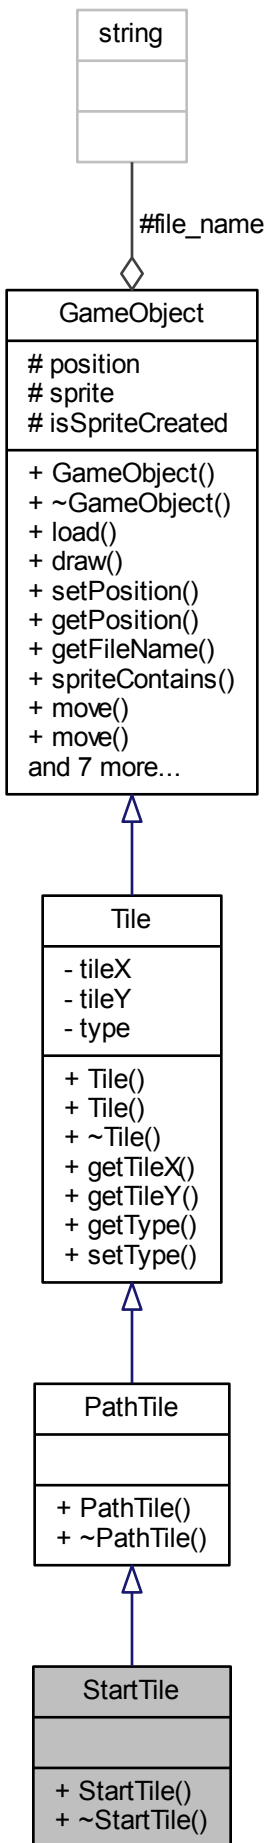 string
#file_name
GameObject
# position
# sprite
# isSpriteCreated
+ GameObject()
+ ~GameObject()
+ load()
+ draw()
+ setPosition()
+ getPosition()
+ getFileName()
+ spriteContains()
+ move()
+ move()
and 7 more...
Tile
- tileX
- tileY
- type
+ Tile()
+ Tile()
+ ~Tile()
+ getTileX()
+ getTileY()
+ getType()
+ setType()
PathTile
+ PathTile()
+ ~PathTile()
StartTile
+ StartTile()
+ ~StartTile()